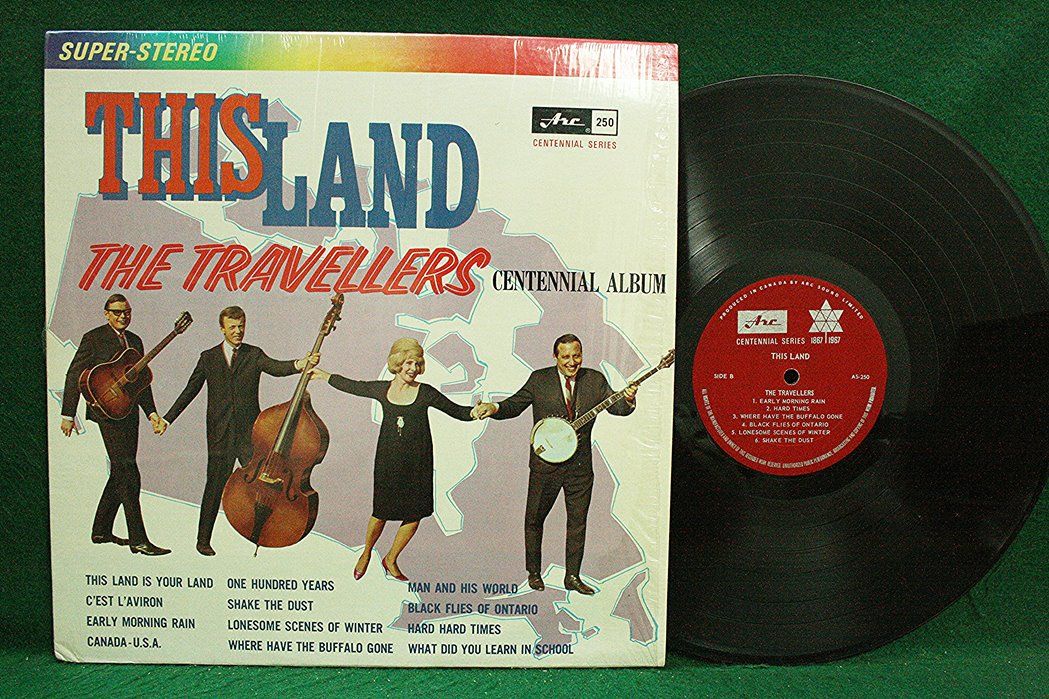 SUPER-STEREO
THIS LAND
Arc 250
CENTENNIAL SERIES
THE TRAVELLERS
CENTENNIAL ALBUM
THIS LAND IS YOUR LAND
C'EST L'AVIRON
EARLY MORNING RAIN
CANADA-U.S.A.
ONE HUNDRED YEARS
SHAKE THE DUST
LONESOME SCENES OF WINTER
WHERE HAVE THE BUFFALO GONE
MAN AND HIS WORLD
BLACK FLIES OF ONTARIO
HARD HARD TIMES
WHAT DID YOU LEARN IN SCHOOL
PRODUCED IN CANADA BY ARC SOUND LIMITED
Arc
CENTENNIAL SERIES 1867 1967
THIS LAND
SIDE B AS-250
THE TRAVELLERS
1. EARLY MORNING RAIN
2. HARD TIMES
3. WHERE HAVE THE BUFFALO GONE
4. BLACK FLIES OF ONTARIO
5. LONESOME SCENES OF WINTER
6. SHAKE THE DUST